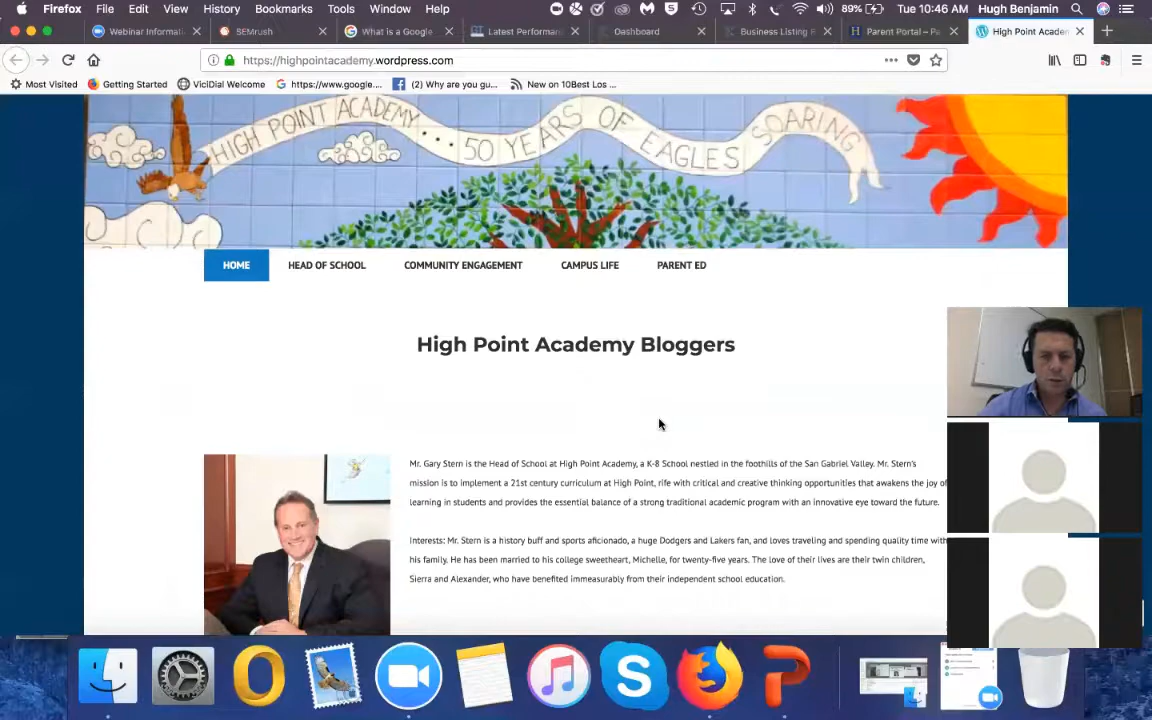 Firefox File Edit View History Bookmarks Tools Window Help 89% Tue 10:46 AM Hugh Benjamin
Webinar Informat SEMrush What is a Google Latest Performan Dashboard Business Listing R Parent Portal – Pa High Point Academ
https://highpointacademy.wordpress.com
Most Visited Getting Started ViciDial Welcome https://www.google.... (2) Why are you gu... New on 10Best Los ...
HIGH POINT ACADEMY... 50 YEARS OF EAGLES SOARING
HOME HEAD OF SCHOOL COMMUNITY ENGAGEMENT CAMPUS LIFE PARENT ED
High Point Academy Bloggers
Mr. Gary Stern is the Head of School at High Point Academy, a K-8 School nestled in the foothills of the San Gabriel Valley. Mr. Stern's
mission is to implement a 21st century curriculum at High Point, rife with critical and creative thinking opportunities that awakens the joy of
learning in students and provides the essential balance of a strong traditional academic program with an innovative eye toward the future.
Interests: Mr. Stern is a history buff and sports aficionado, a huge Dodgers and Lakers fan, and loves traveling and spending quality time with
his family. He has been married to his college sweetheart, Michelle, for twenty-five years. The love of their lives are their twin children,
Sierra and Alexander, who have benefited immeasurably from their independent school education.